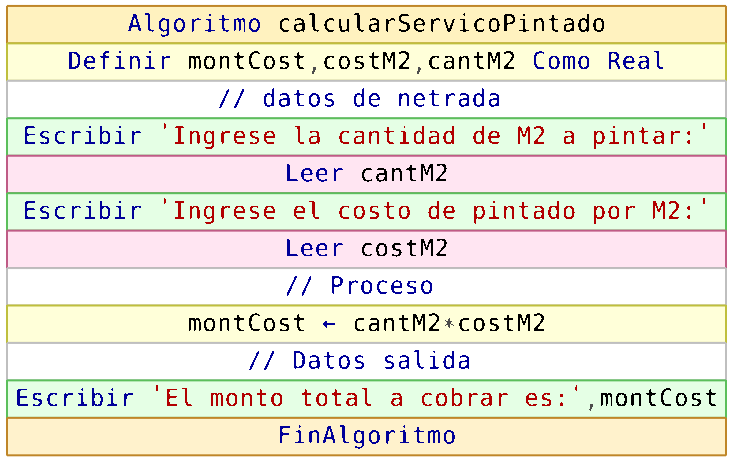 Algoritmo calcularServicoPintado
Definir montCost,costM2,cantM2 Como Real
// datos de netrada
Escribir 'Ingrese la cantidad de M2 a pintar:'
Leer cantM2
Escribir 'Ingrese el costo de pintado por M2:'
Leer costM2
// Proceso
montCost ← cantM2*costM2
// Datos salida
Escribir 'El monto total a cobrar es:',montCost
FinAlgoritmo